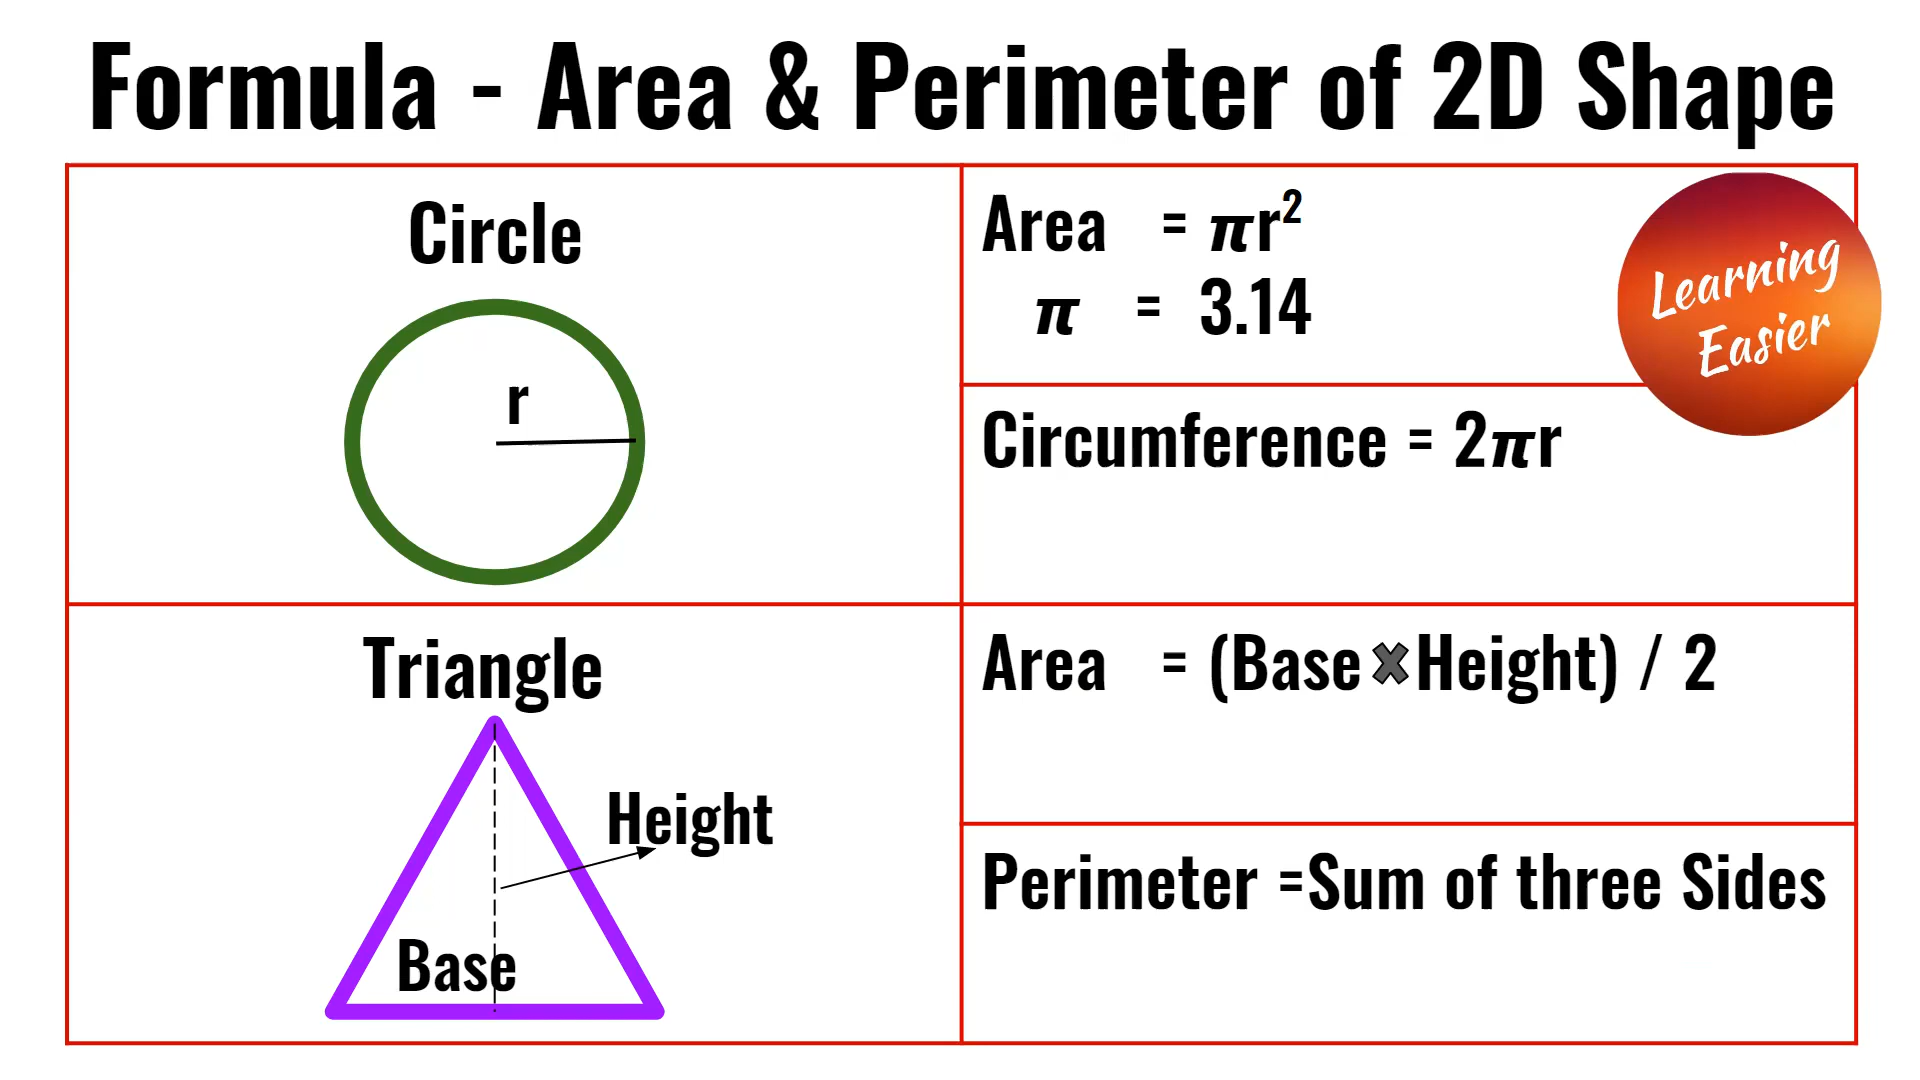 Formula - Area & Perimeter of 2D Shape
Circle
r
Area = πr²
π = 3.14
Learning
Easier
Circumference = 2πr
Triangle
Height
Base
Area = (Base✖Height) / 2
Perimeter =Sum of three Sides